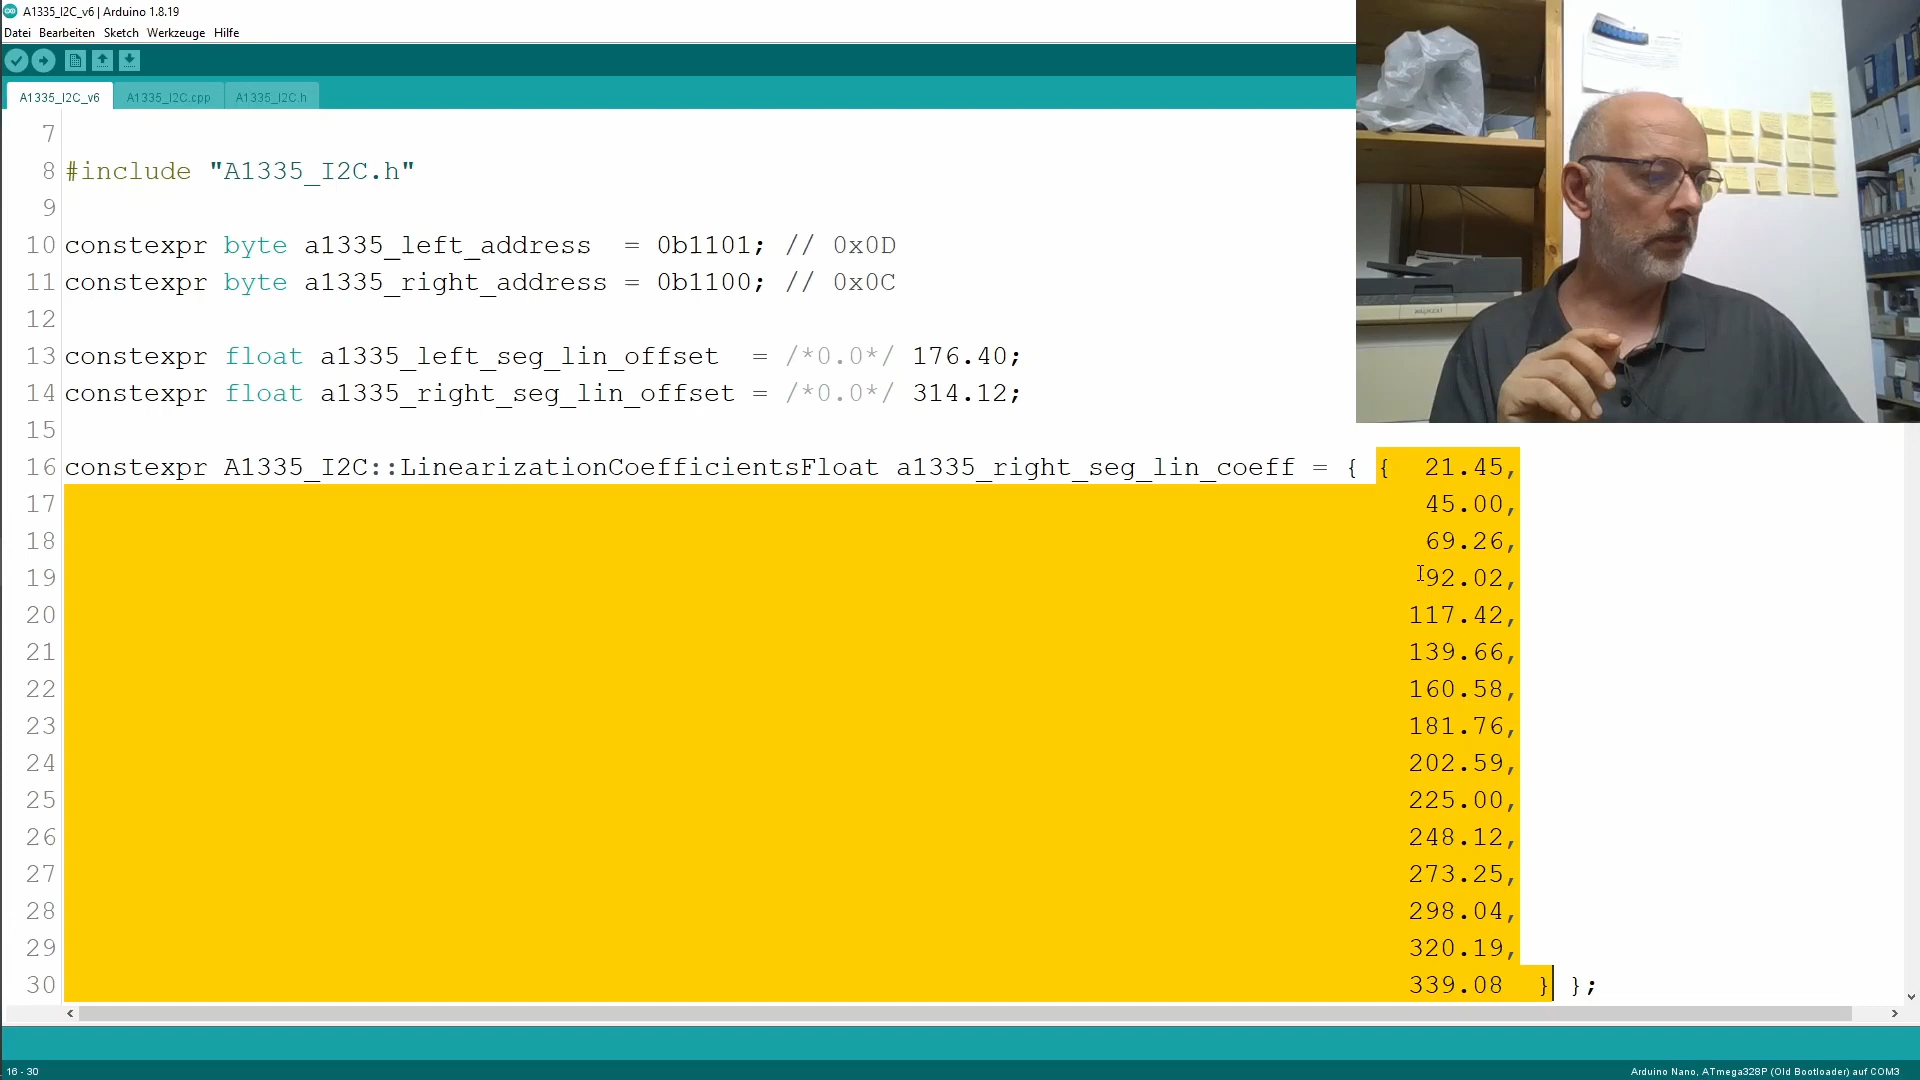 A1335_I2C_v6 | Arduino 1.8.19
Datei Bearbeiten Sketch Werkzeuge Hilfe
A1335_I2C_v6 A1335_I2C.cpp A1335_I2C.h
7
8 #include "A1335_I2C.h"
9
10 constexpr byte a1335_left_address  = 0b1101; // 0x0D
11 constexpr byte a1335_right_address = 0b1100; // 0x0C
12
13 constexpr float a1335_left_seg_lin_offset  = /*0.0*/ 176.40;
14 constexpr float a1335_right_seg_lin_offset = /*0.0*/ 314.12;
15
16 constexpr A1335_I2C::LinearizationCoefficientsFloat a1335_right_seg_lin_coeff = { {  21.45,
17 45.00,
18 69.26,
19 92.02,
20 117.42,
21 139.66,
22 160.58,
23 181.76,
24 202.59,
25 225.00,
26 248.12,
27 273.25,
28 298.04,
29 320.19,
30 339.08  } };
16 - 30
Arduino Nano, ATmega328P (Old Bootloader) auf COM3